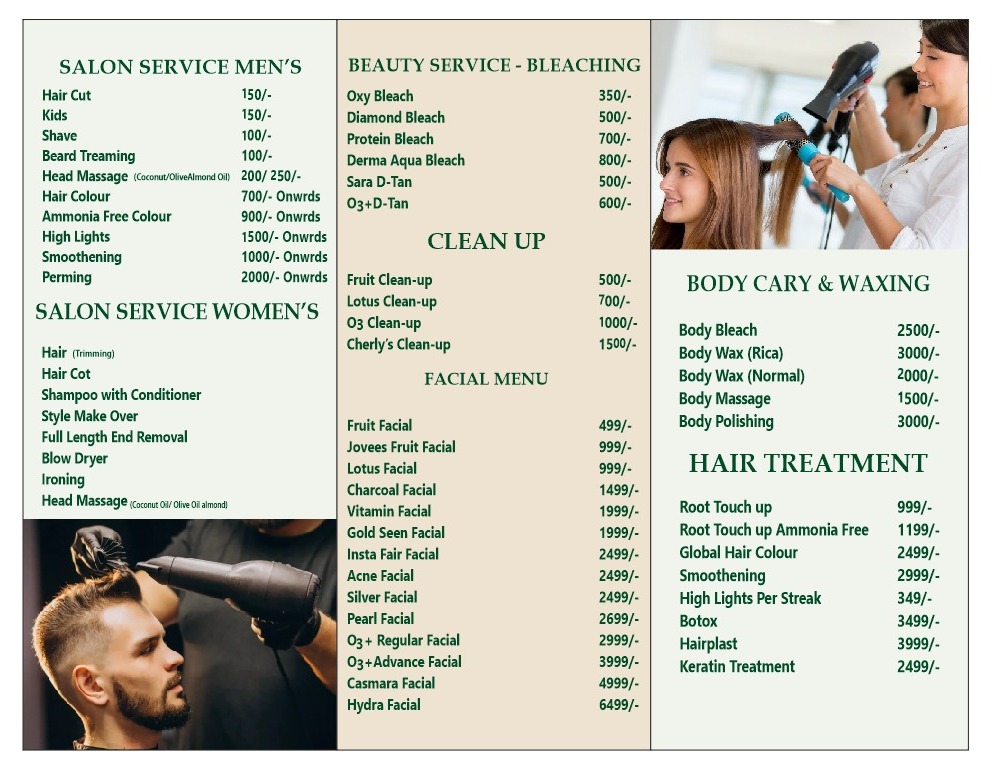 SALON SERVICE MEN'S
Hair Cut 150/-
Kids 150/-
Shave 100/-
Beard Treaming 100/-
Head Massage (Coconut/OliveAlmond Oil) 200/ 250/-
Hair Colour 700/- Onwrds
Ammonia Free Colour 900/- Onwrds
High Lights 1500/- Onwrds
Smoothening 1000/- Onwrds
Perming 2000/- Onwrds
SALON SERVICE WOMEN'S
Hair (Trimming)
Hair Cot
Shampoo with Conditioner
Style Make Over
Full Length End Removal
Blow Dryer
Ironing
Head Massage (Coconut Oil/ Olive Oil almond)
BEAUTY SERVICE - BLEACHING
Oxy Bleach 350/-
Diamond Bleach 500/-
Protein Bleach 700/-
Derma Aqua Bleach 800/-
Sara D-Tan 500/-
O3+D-Tan 600/-
CLEAN UP
Fruit Clean-up 500/-
Lotus Clean-up 700/-
O3 Clean-up 1000/-
Cherly's Clean-up 1500/-
FACIAL MENU
Fruit Facial 499/-
Jovees Fruit Facial 999/-
Lotus Facial 999/-
Charcoal Facial 1499/-
Vitamin Facial 1999/-
Gold Seen Facial 1999/-
Insta Fair Facial 2499/-
Acne Facial 2499/-
Silver Facial 2499/-
Pearl Facial 2699/-
O3+ Regular Facial 2999/-
O3+Advance Facial 3999/-
Casmara Facial 4999/-
Hydra Facial 6499/-
BODY CARY & WAXING
Body Bleach 2500/-
Body Wax (Rica) 3000/-
Body Wax (Normal) 2000/-
Body Massage 1500/-
Body Polishing 3000/-
HAIR TREATMENT
Root Touch up 999/-
Root Touch up Ammonia Free 1199/-
Global Hair Colour 2499/-
Smoothening 2999/-
High Lights Per Streak 349/-
Botox 3499/-
Hairplast 3999/-
Keratin Treatment 2499/-